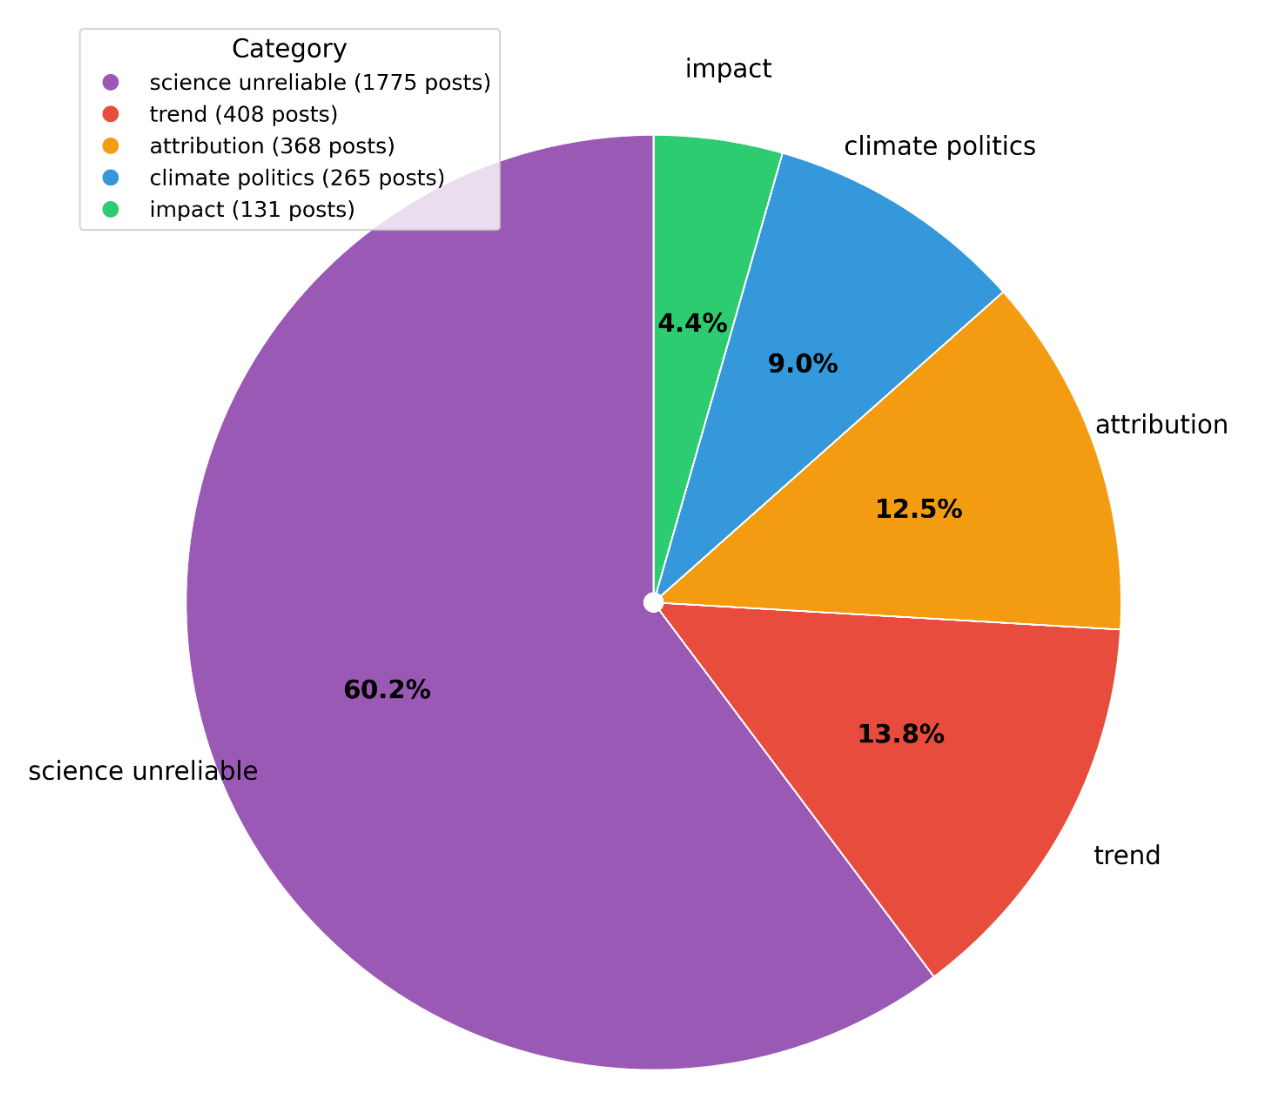 Category
science unreliable (1775 posts)
trend (408 posts)
attribution (368 posts)
climate politics (265 posts)
impact (131 posts)
impact
climate politics
attribution
trend
science unreliable
4.4%
9.0%
12.5%
13.8%
60.2%